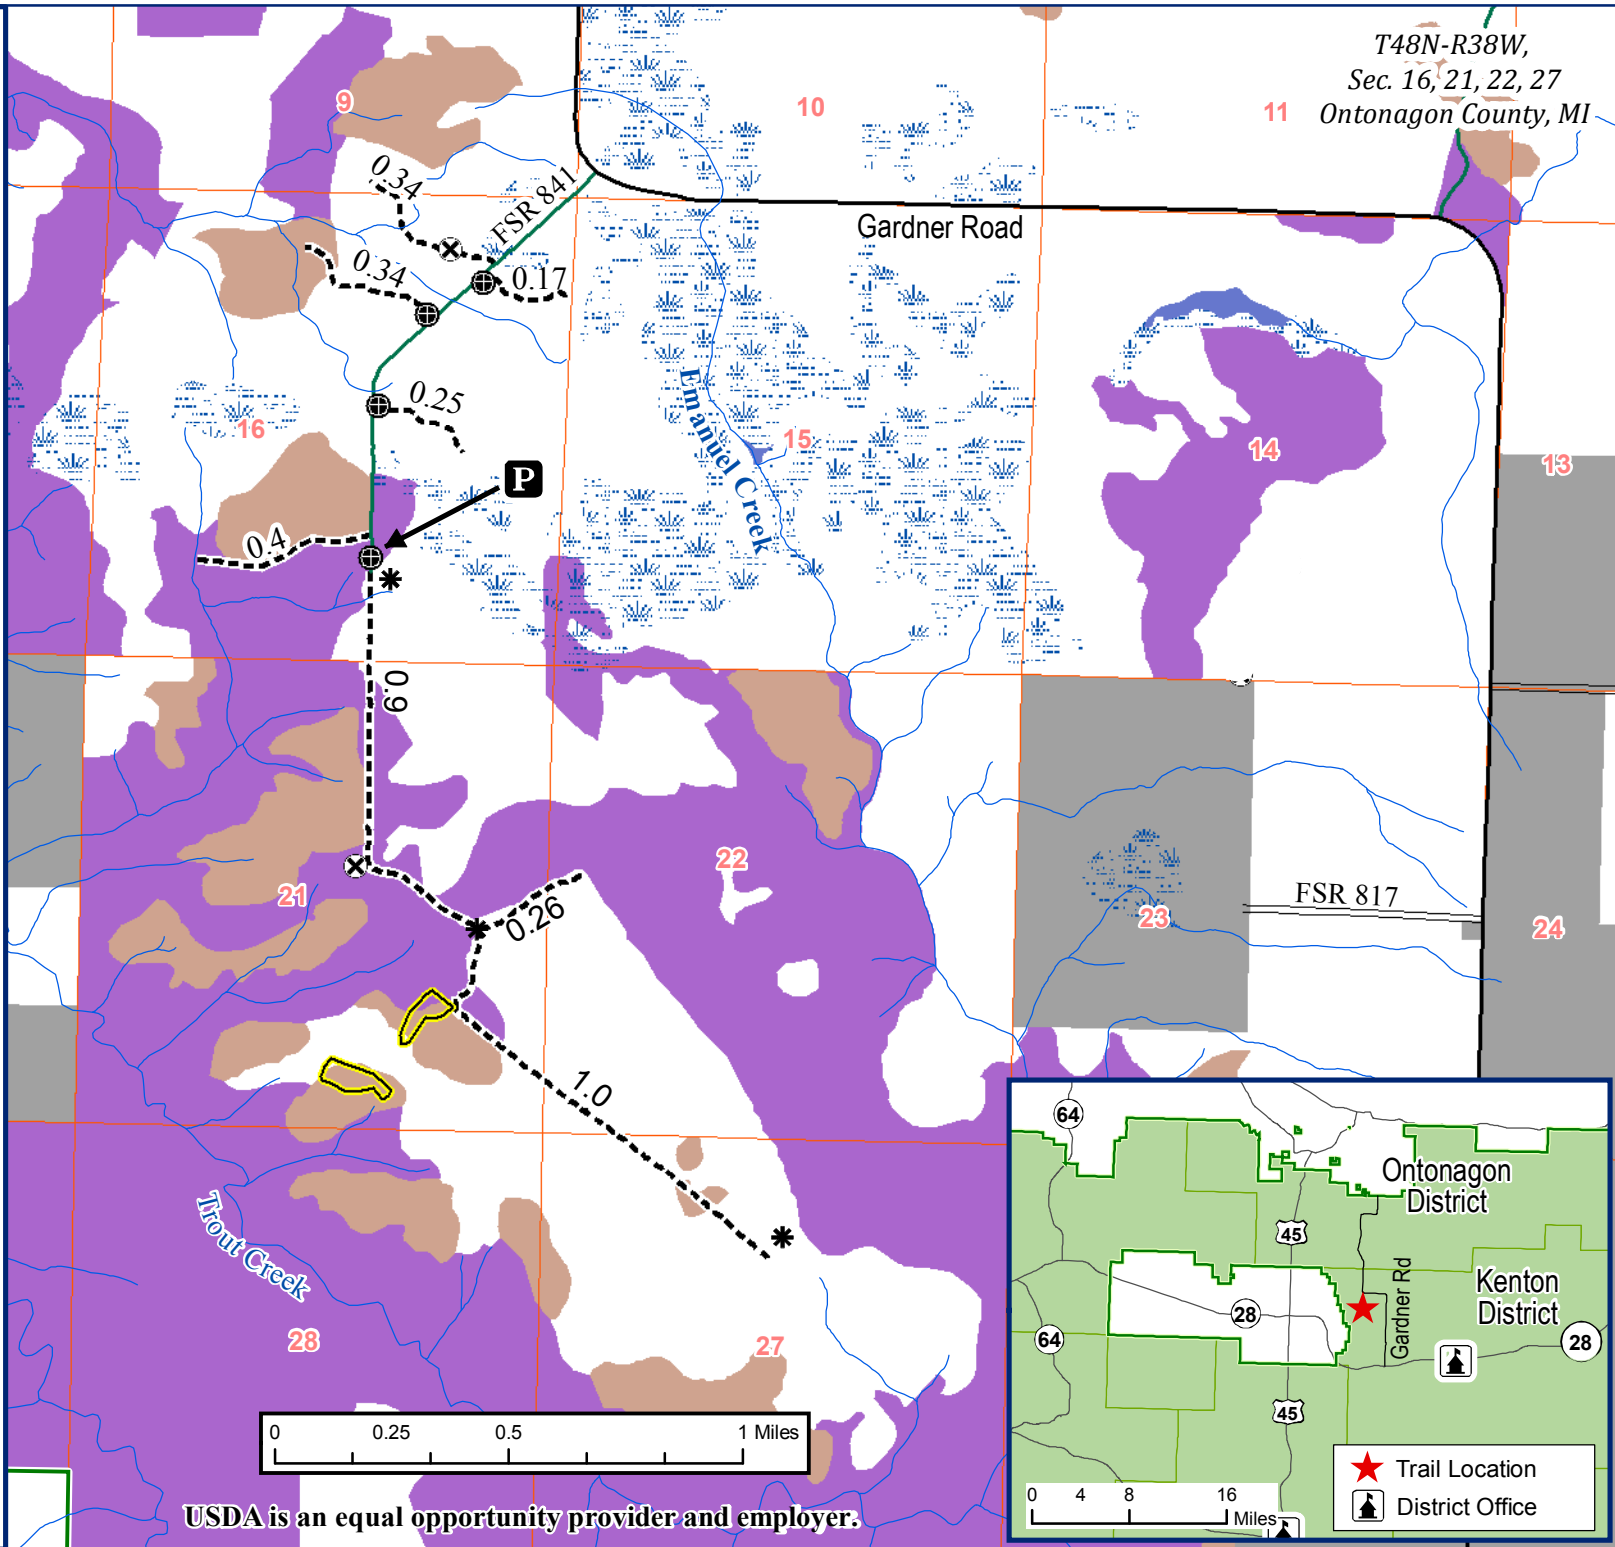 T48N-R38W,
Sec. 16, 21, 22, 27
Ontonagon County, MI
9
10
11
0.34
FSR 841
Gardner Road
0.34
0.17
0.25
16
Emanuel Creek
15
14
13
P
0.4
0.9
21
22
0.26
23
FSR 817
24
1.0
Trout Creek
28
27
0 0.25 0.5 1 Miles
USDA is an equal opportunity provider and employer.
64
Ontonagon
District
45
Kenton
District
Gardner Rd
28
64
28
45
Trail Location
District Office
0 4 8 16
Miles